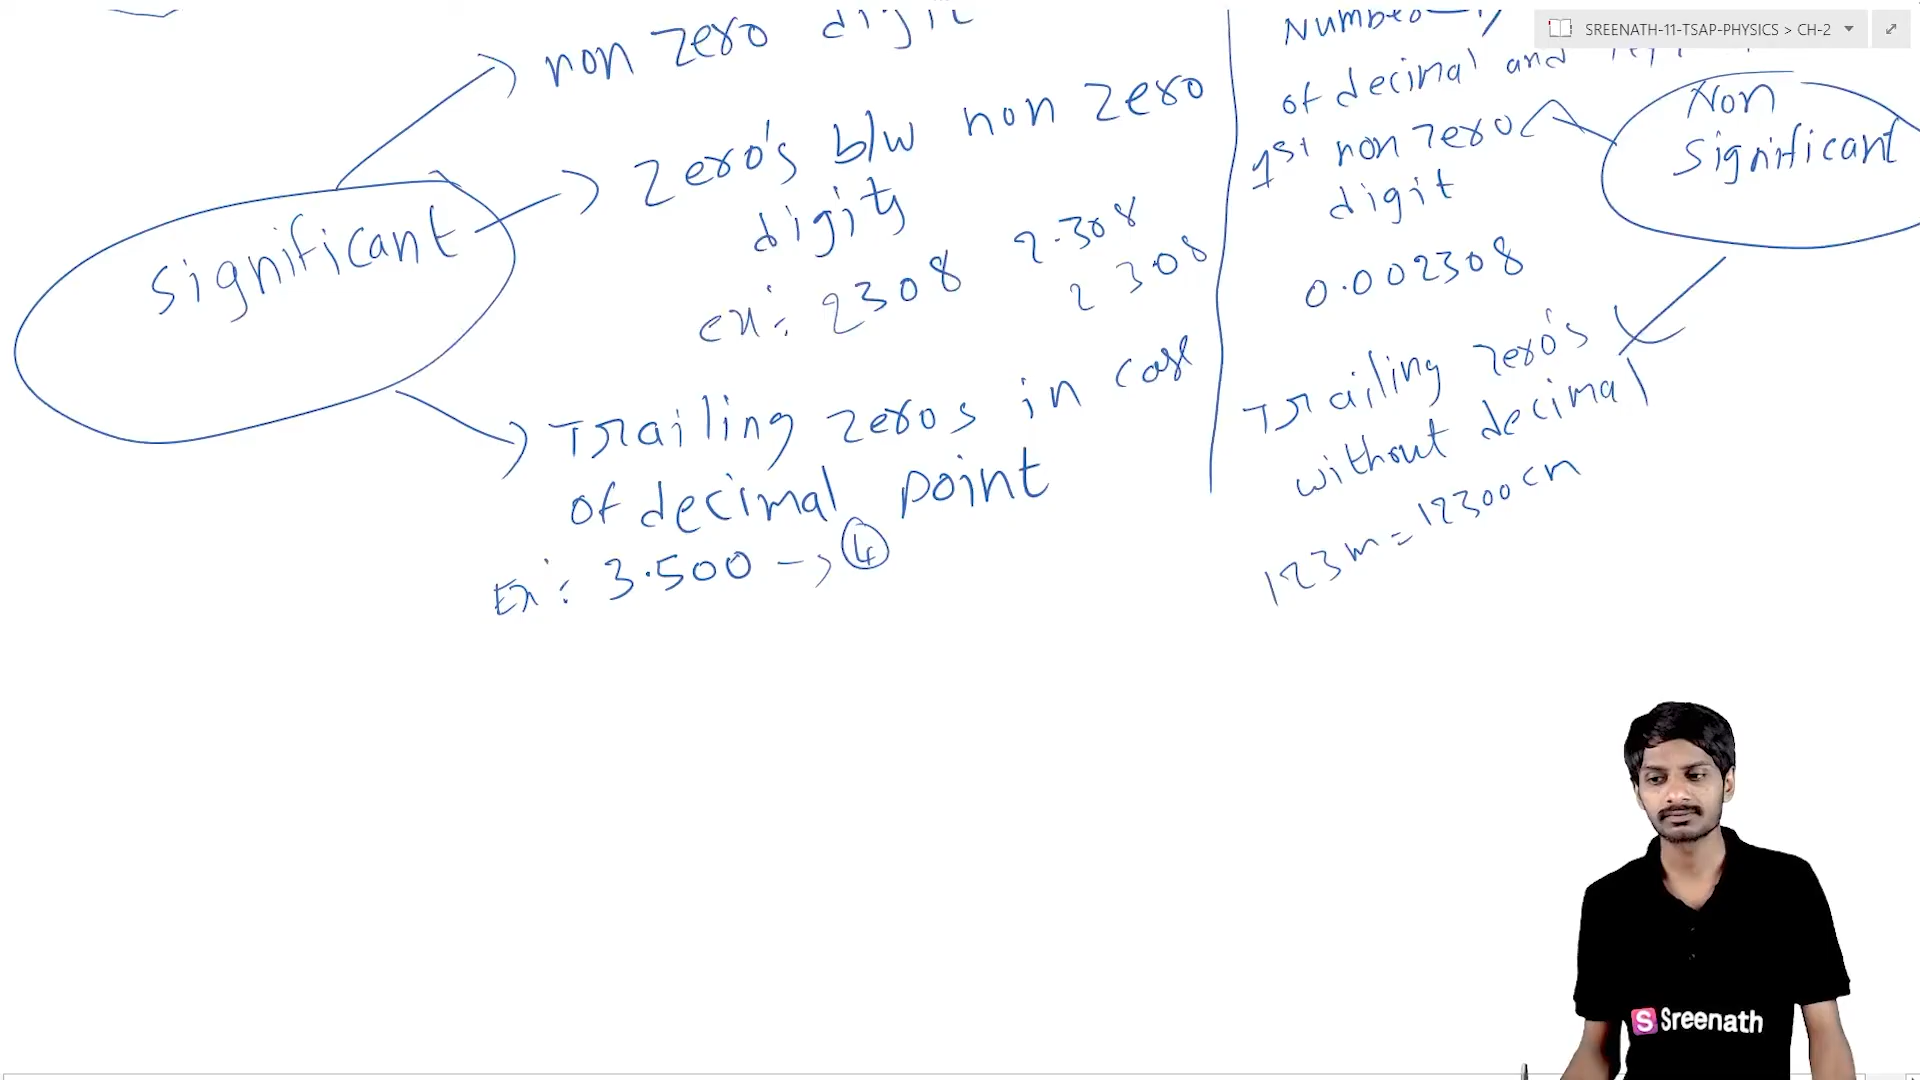 non zero digit
zero's b/w non zero
digits
ex: 2308 2.308
2 3.08
Trailing zeros in case
of decimal point
Ex: 3.500 -> 4
significant
SREENATH-11-TSAP-PHYSICS > CH-2
of decimal and
1st non zero
digit
0.002308
Trailing zero's
without decimal
123m = 12300cm
Non
significant
S Sreenath